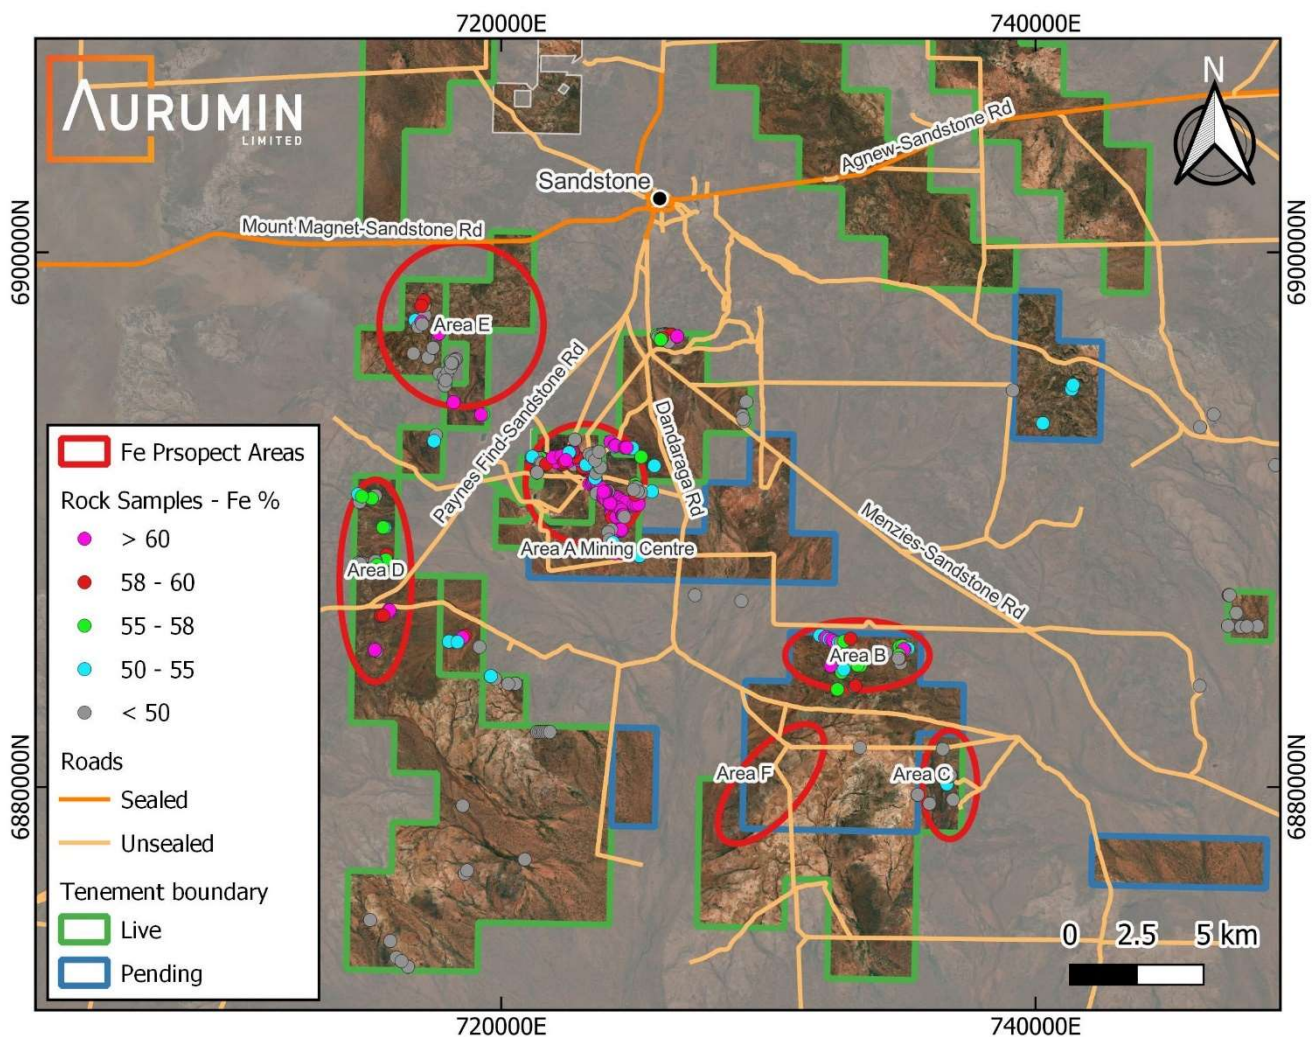 720000E
740000E
AURUMIN
LIMITED
N
Agnew-Sandstone Rd
Sandstone
Mount Magnet-Sandstone Rd
6900000N
6900000N
Area E
Paynes Find-Sandstone Rd
Dandaraga Rd
Menzies-Sandstone Rd
Area A Mining Centre
Area D
Area B
Area F
Area C
6880000N
6880000N
Fe Prsopect Areas
Rock Samples - Fe %
> 60
58 - 60
55 - 58
50 - 55
< 50
Roads
Sealed
Unsealed
Tenement boundary
Live
Pending
0 2.5 5 km
720000E
740000E